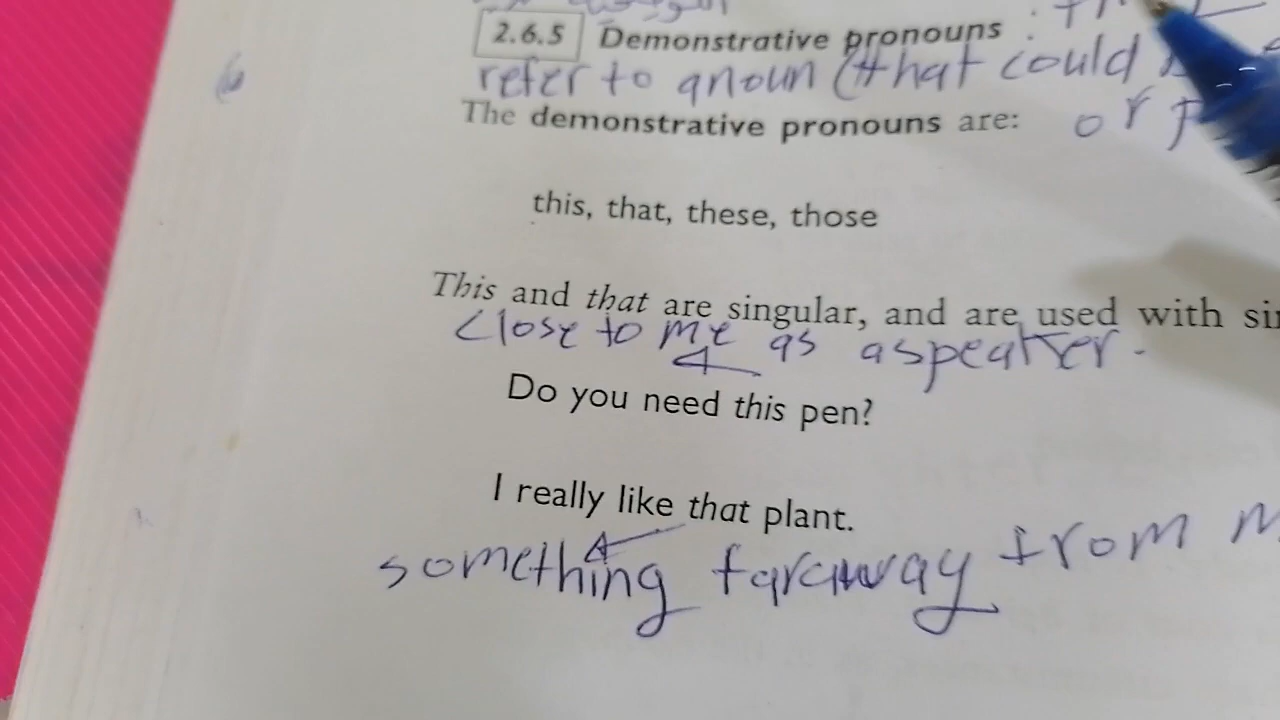 2.6.5 Demonstrative pronouns :
refer to a noun (that could
The demonstrative pronouns are: or
this, that, these, those
This and that are singular, and are used with
close to me as a speaker.
Do you need this pen?
I really like that plant.
something faraway from